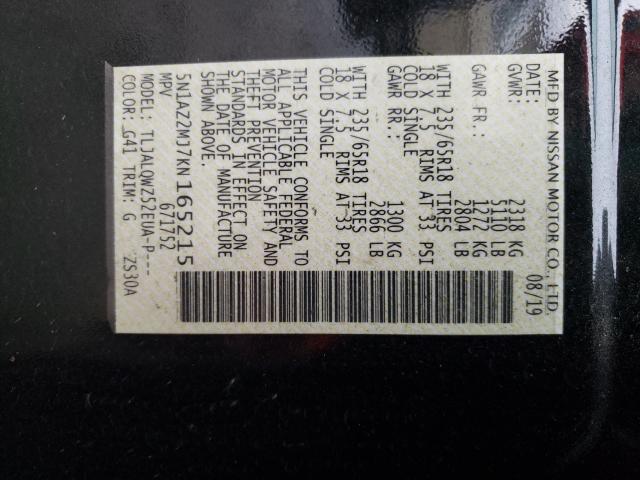 MFD BY NISSAN MOTOR CO., LTD.
DATE: 08/19
GVWR: 2318 KG
5110 LB
GAWR FR.: 1272 KG
2804 LB
WITH 235/65R18 TIRES
18 X 7.5 RIMS AT 33 PSI
COLD SINGLE
GAWR RR.: 1300 KG
2866 LB
WITH 235/65R18 TIRES
18 X 7.5 RIMS AT 33 PSI
COLD SINGLE
THIS VEHICLE CONFORMS TO
ALL APPLICABLE FEDERAL
MOTOR VEHICLE SAFETY AND
THEFT PREVENTION
STANDARDS IN EFFECT ON
THE DATE OF MANUFACTURE
SHOWN ABOVE.
5N1AZ2MJ7KN165215
MPV 671752
MODEL: TLJALQWZ52EUA-P---
COLOR: G41 TRIM: G ZS30A